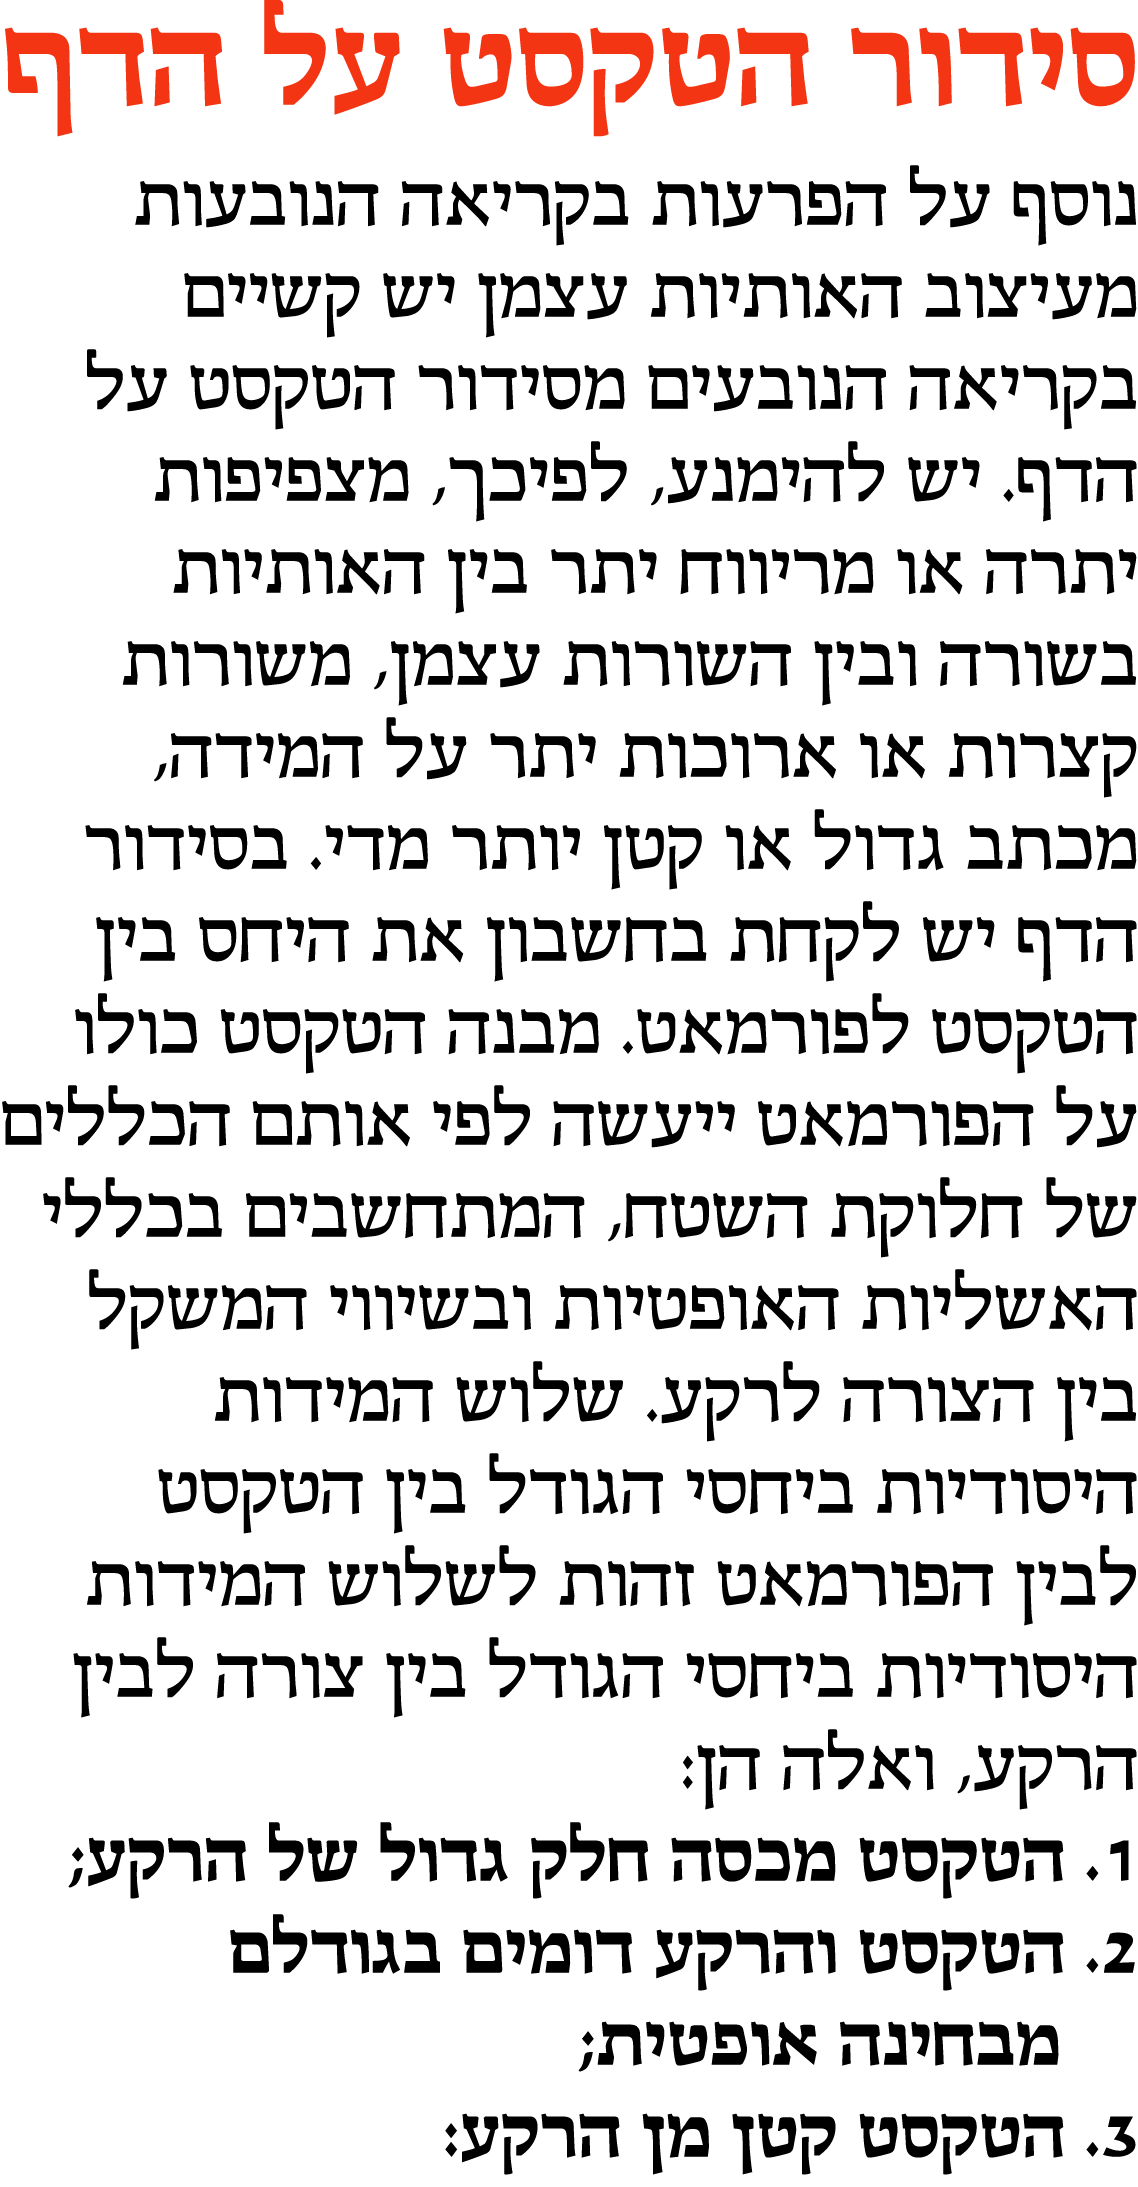 סידור הטקסט על הדף
נוסף על הפרעות בקריאה הנובעות
מעיצוב האותיות עצמן יש קשיים
בקריאה הנובעים מסידור הטקסט על
הדף. יש להימנע, לפיכך, מצפיפות
יתרה או מריווח יתר בין האותיות
בשורה ובין השורות עצמן, משורות
קצרות או ארוכות יתר על המידה,
מכתב גדול או קטן יותר מדי. בסידור
הדף יש לקחת בחשבון את היחס בין
הטקסט לפורמאט. מבנה הטקסט כולו
על הפורמאט ייעשה לפי אותם הכללים
של חלוקת השטח, המתחשבים בכללי
האשליות האופטיות ובשיווי המשקל
בין הצורה לרקע. שלוש המידות
היסודיות ביחסי הגודל בין הטקסט
לבין הפורמאט זהות לשלוש המידות
היסודיות ביחסי הגודל בין צורה לבין
הרקע, ואלה הן:
1. הטקסט מכסה חלק גדול של הרקע;
2. הטקסט והרקע דומים בגודלם
מבחינה אופטית;
3. הטקסט קטן מן הרקע: